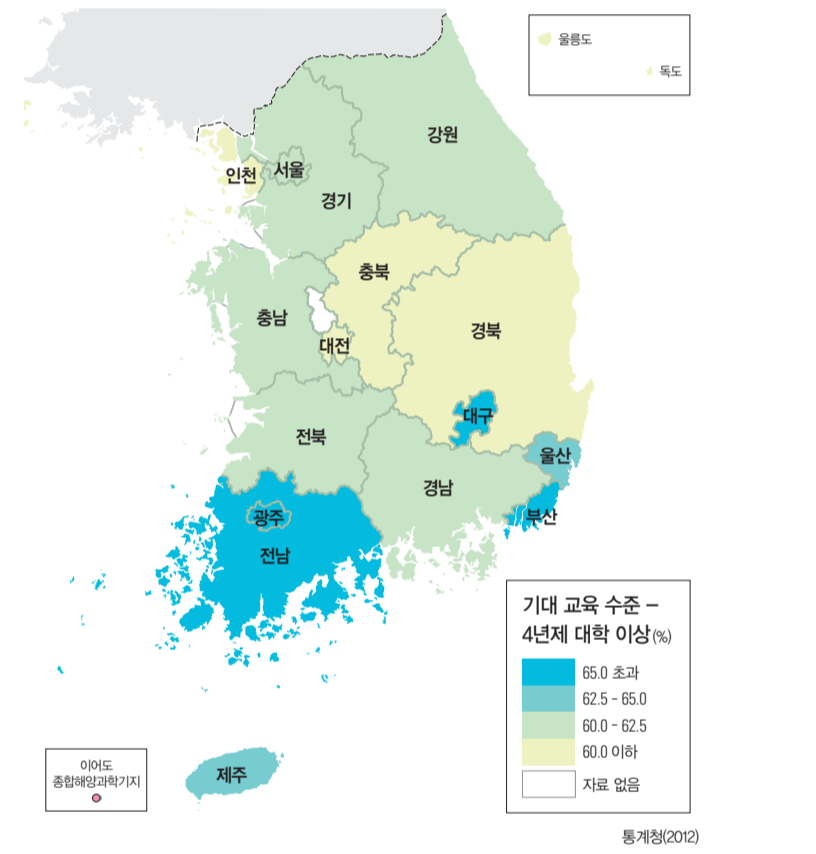 울릉도
독도
강원
인천
서울
경기
충북
충남
경북
대전
대구
전북
울산
경남
광주
부산
전남
기대 교육 수준 –
4년제 대학 이상(%)
65.0 초과
62.5 - 65.0
60.0 - 62.5
60.0 이하
자료 없음
제주
이어도
종합해양과학기지
통계청(2012)